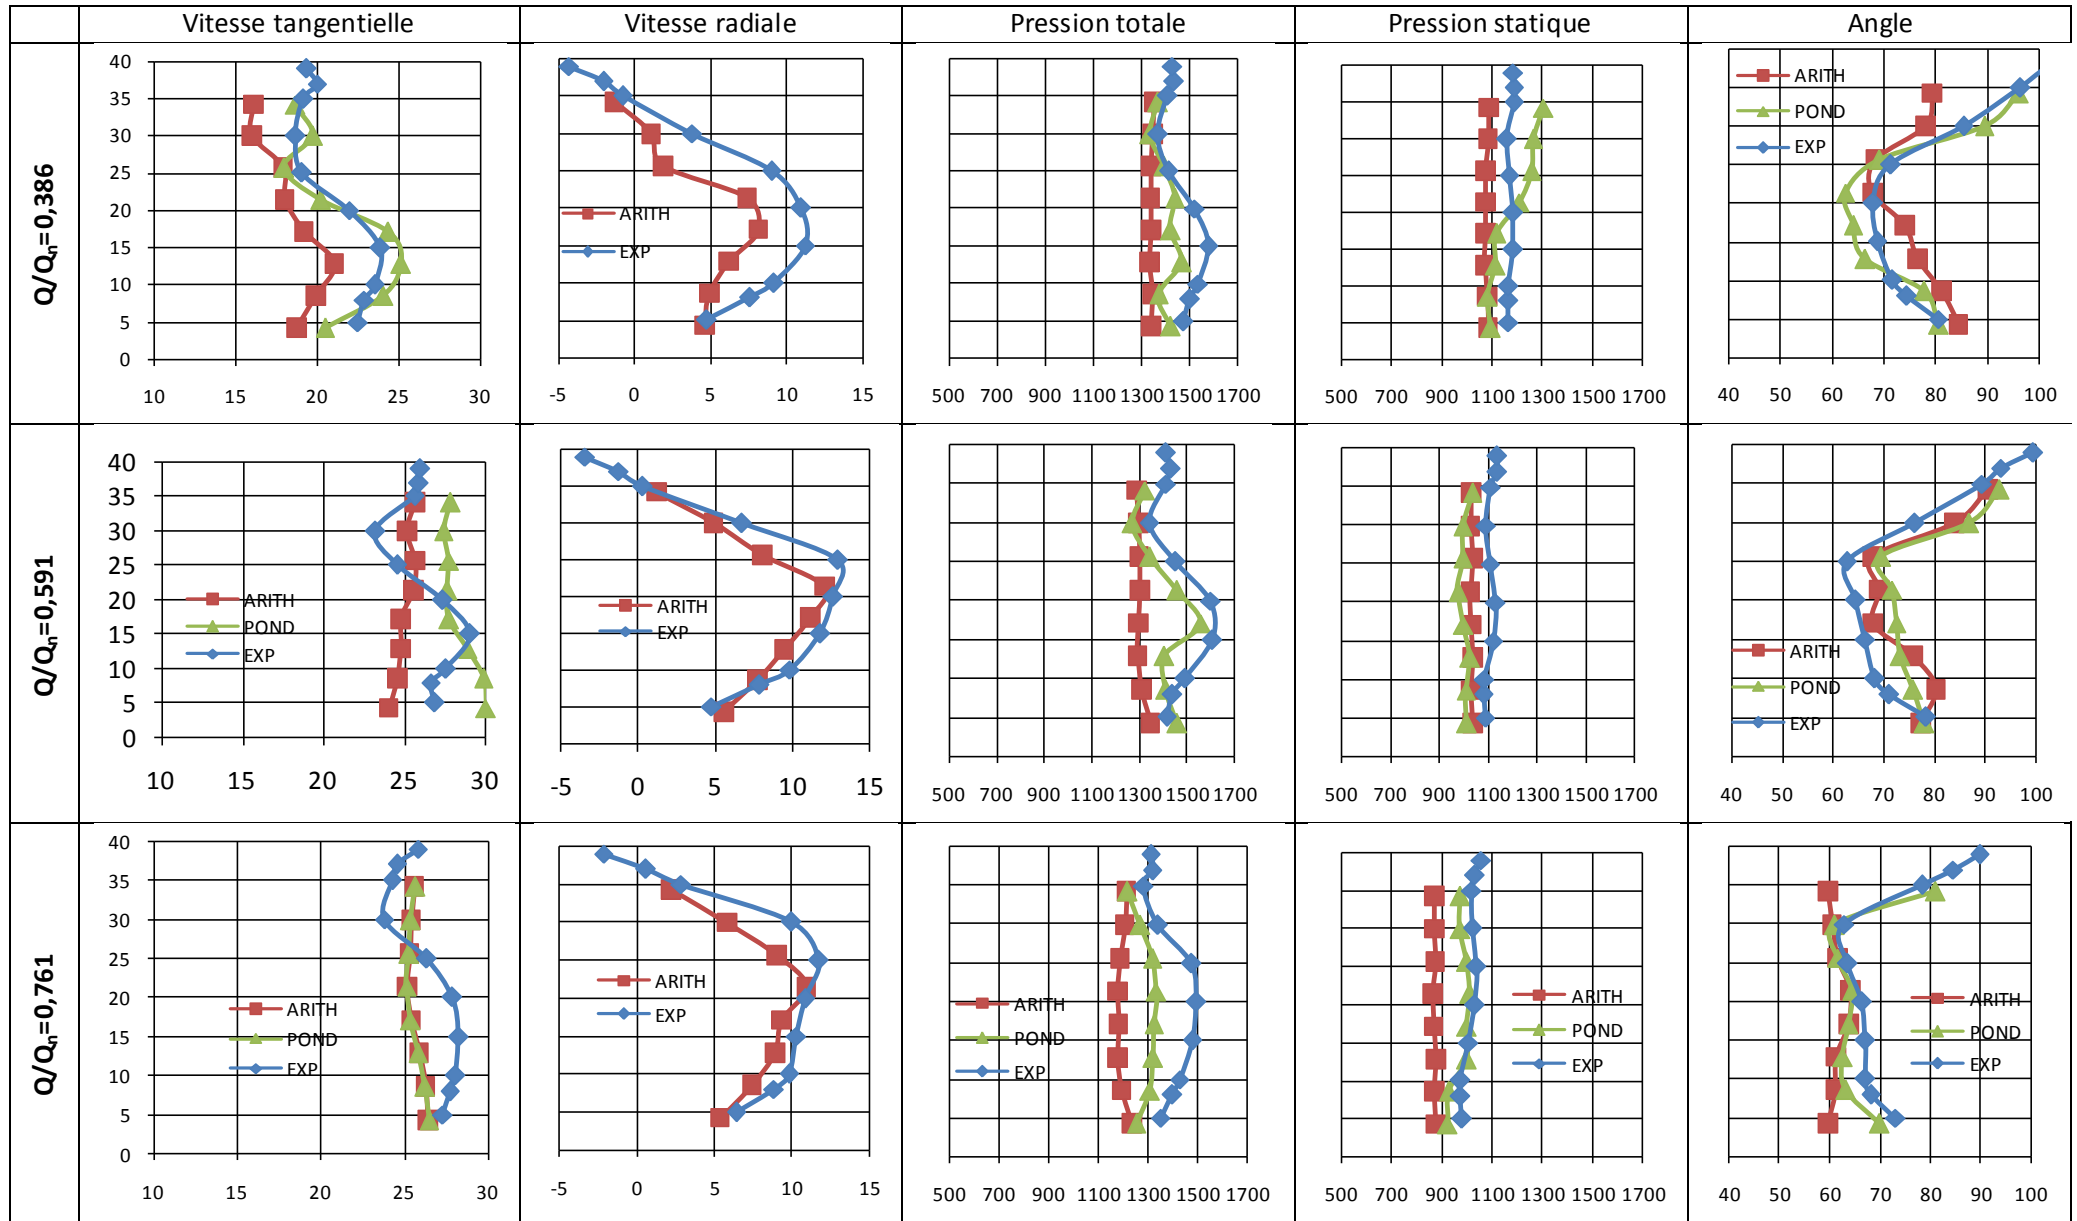 Vitesse tangentielle Vitesse radiale Pression totale Pression statique Angle
Q/Qn=0,386
40
35
30
25
20
15
10
5
0
10 15 20 25 30
ARITH
EXP
-5 0 5 10 15
500 700 900 1100 1300 1500 1700
500 700 900 1100 1300 1500 1700
ARITH
POND
EXP
40 50 60 70 80 90 100
Q/Qn=0,591
40
35
30
25
20
15
10
5
0
ARITH
POND
EXP
10 15 20 25 30
ARITH
EXP
-5 0 5 10 15
500 700 900 1100 1300 1500 1700
500 700 900 1100 1300 1500 1700
ARITH
POND
EXP
40 50 60 70 80 90 100
Q/Qn=0,761
40
35
30
25
20
15
10
5
0
ARITH
POND
EXP
10 15 20 25 30
ARITH
EXP
-5 0 5 10 15
ARITH
POND
EXP
500 700 900 1100 1300 1500 1700
ARITH
POND
EXP
500 700 900 1100 1300 1500 1700
ARITH
POND
EXP
40 50 60 70 80 90 100